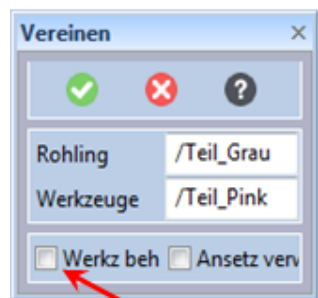 Vereinen
Rohling /Teil_Grau
Werkzeuge /Teil_Pink
Werkz beh Ansetz verv